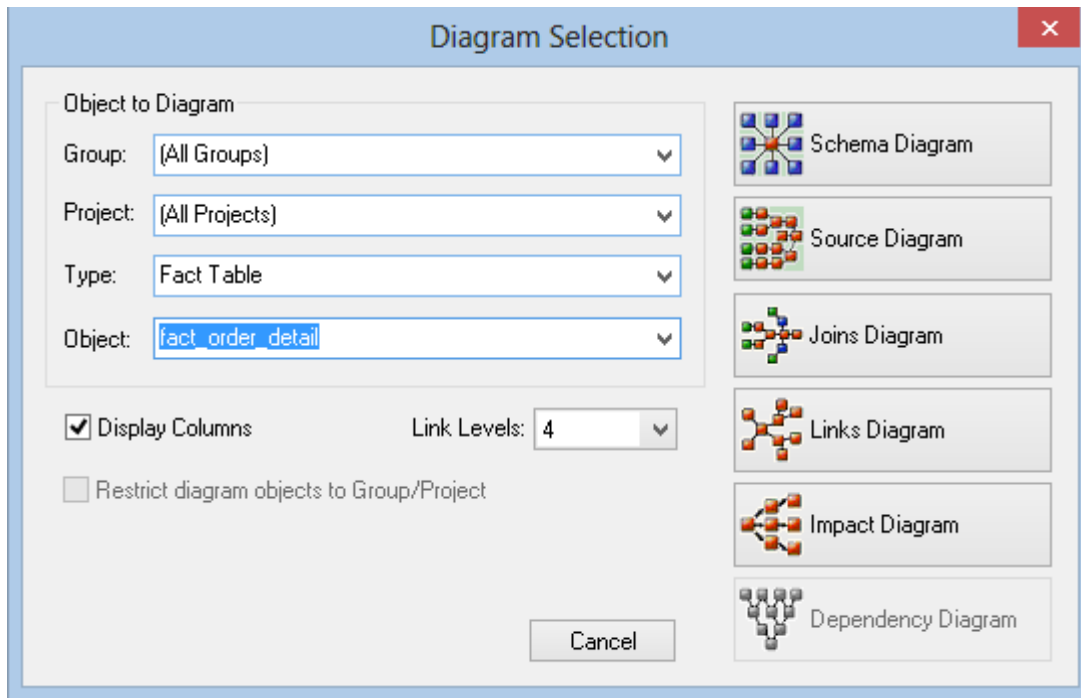 Diagram Selection
Object to Diagram
Group: (All Groups)
Project: (All Projects)
Type: Fact Table
Object: fact_order_detail
Display Columns
Link Levels: 4
Restrict diagram objects to Group/Project
Cancel
Schema Diagram
Source Diagram
Joins Diagram
Links Diagram
Impact Diagram
Dependency Diagram